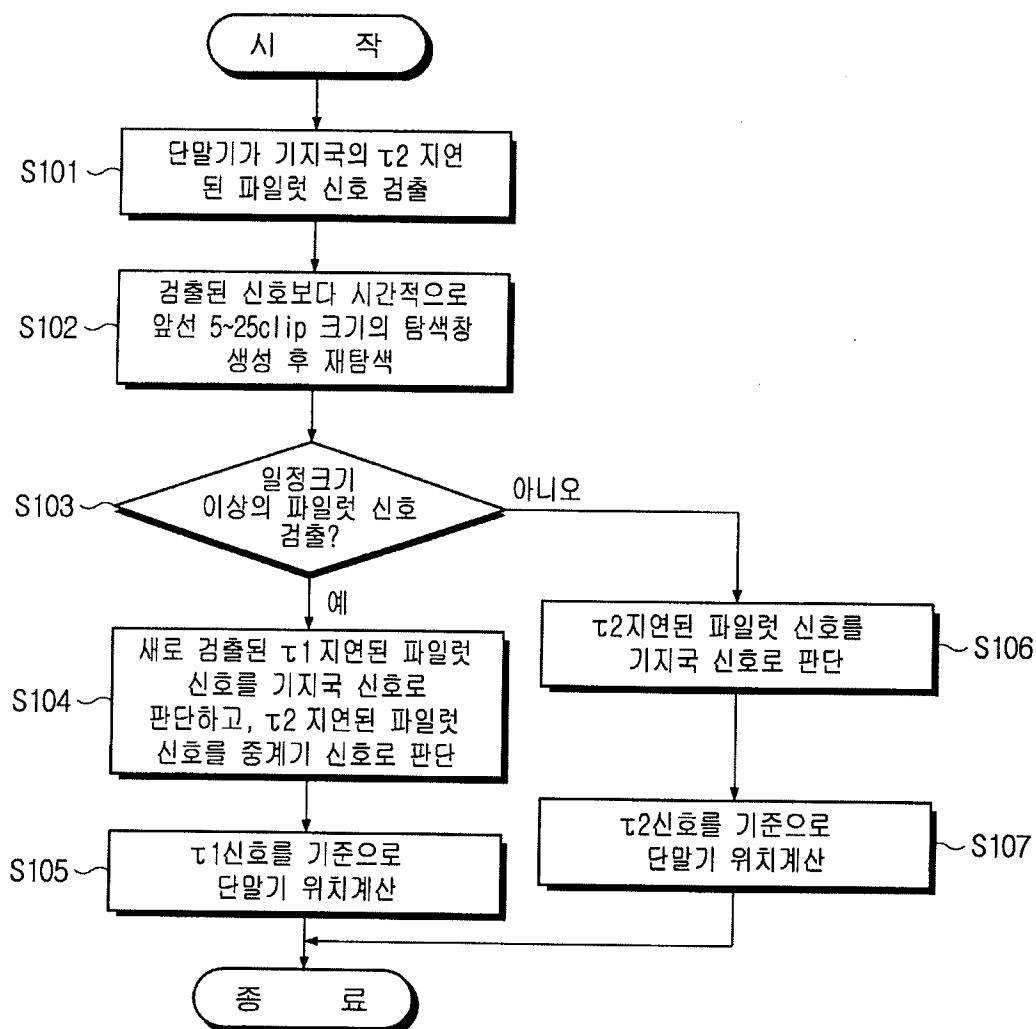 시 작
S101
단말기가 기지국의 τ2 지연
된 파일럿 신호 검출
S102
검출된 신호보다 시간적으로
앞선 5~25clip 크기의 탐색창
생성 후 재탐색
S103
일정크기
이상의 파일럿 신호
검출?
아니오
예
S104
새로 검출된 τ1 지연된 파일럿
신호를 기지국 신호로
판단하고, τ2 지연된 파일럿
신호를 중계기 신호로 판단
τ2지연된 파일럿 신호를
기지국 신호로 판단
S106
S105
τ1신호를 기준으로
단말기 위치계산
τ2신호를 기준으로
단말기 위치계산
S107
종 료